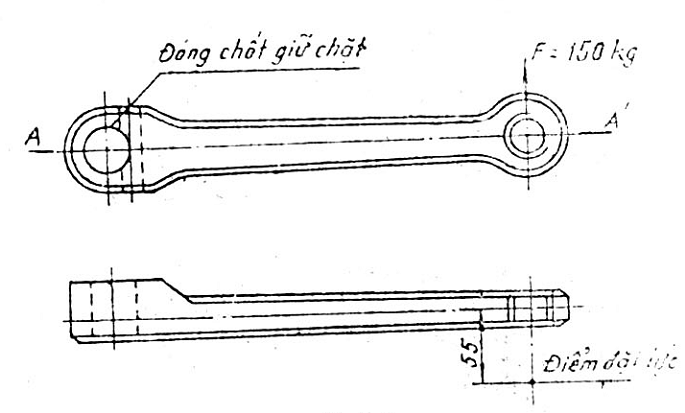 Đóng chốt giữ chặt
F = 150 kg
A
A'
55
Điểm đặt lực